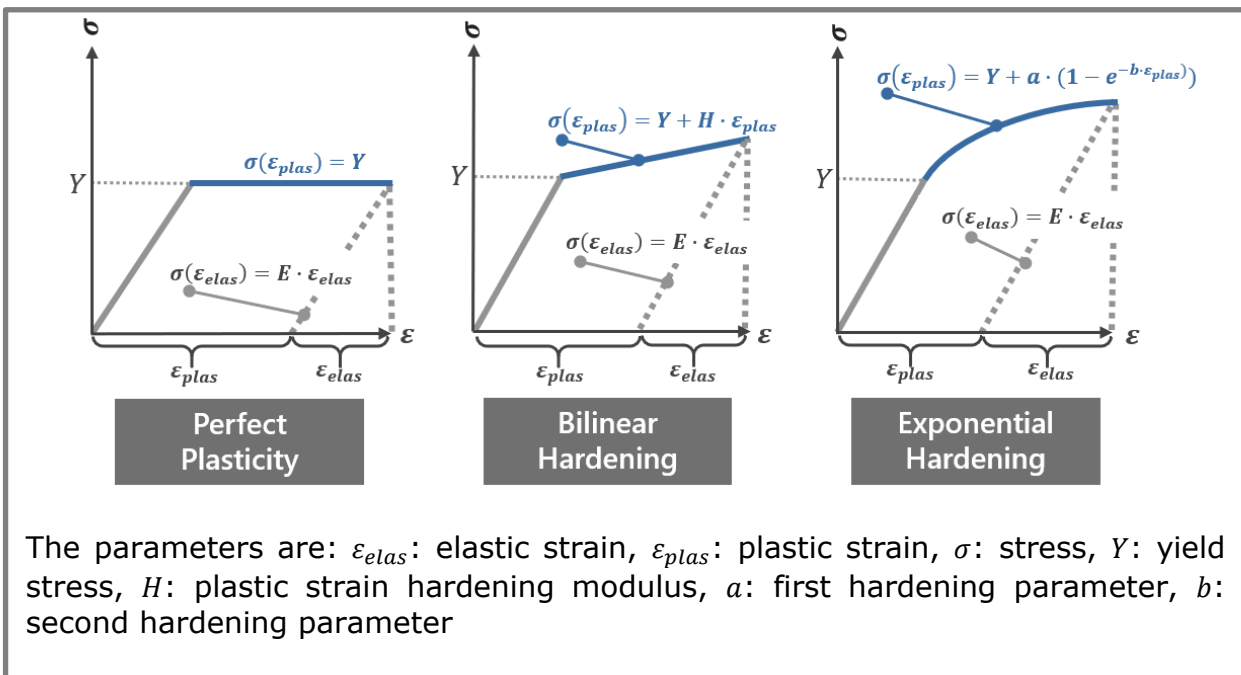 σ
σ(ε_plas) = Y
Y
σ(ε_elas) = E · ε_elas
ε
ε_plas
ε_elas
Perfect
Plasticity
σ
σ(ε_plas) = Y + H · ε_plas
Y
σ(ε_elas) = E · ε_elas
ε
ε_plas
ε_elas
Bilinear
Hardening
σ
σ(ε_plas) = Y + a · (1 − e^{−b·ε_plas})
Y
σ(ε_elas) = E · ε_elas
ε
ε_plas
ε_elas
Exponential
Hardening
The parameters are: ε_elas: elastic strain, ε_plas: plastic strain, σ: stress, Y: yield
stress, H: plastic strain hardening modulus, a: first hardening parameter, b:
second hardening parameter